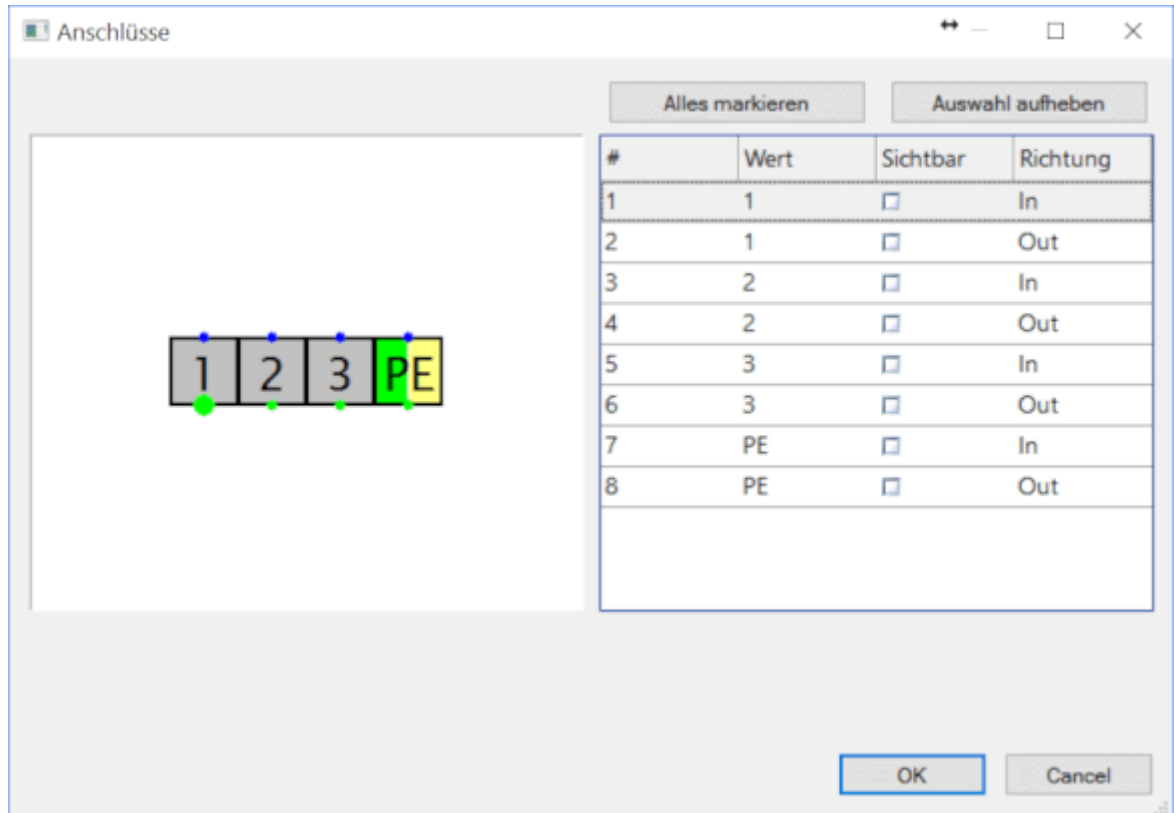 Anschlüsse
Alles markieren Auswahl aufheben
# Wert Sichtbar Richtung
1 1 In
2 1 Out
3 2 In
4 2 Out
5 3 In
6 3 Out
7 PE In
8 PE Out
1 2 3 PE
OK Cancel